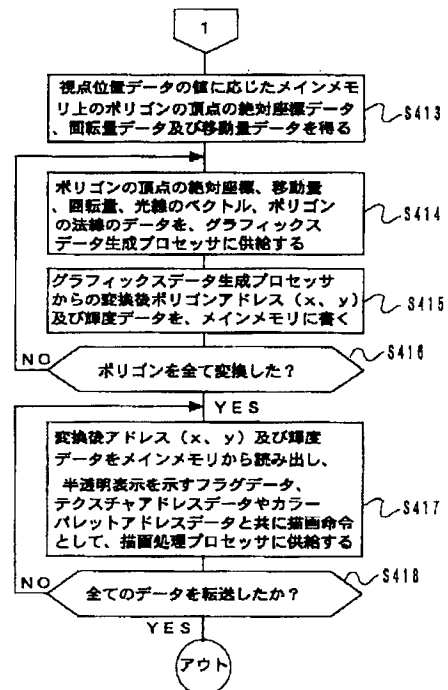 1
視点位置データの値に応じたメインメモ
リ上のポリゴンの頂点の絶対座標データ
、回転量データ及び移動量データを得る
S413
ポリゴンの頂点の絶対座標、移動量
、回転量、光線のベクトル、ポリゴン
の法線のデータを、グラフィックス
データ生成プロセッサに供給する
S414
グラフィックスデータ生成プロセッサ
からの変換後ポリゴンアドレス(x、y)
及び輝度データを、メインメモリに書く
S415
NO
ポリゴンを全て変換した?
S416
YES
変換後アドレス(x、y)及び輝度
データをメインメモリから読み出し、
半透明表示を示すフラグデータ、
テクスチャアドレスデータやカラー
パレットアドレスデータと共に描画命令
として、描画処理プロセッサに供給する
S417
NO
全てのデータを転送したか?
S418
YES
アウト